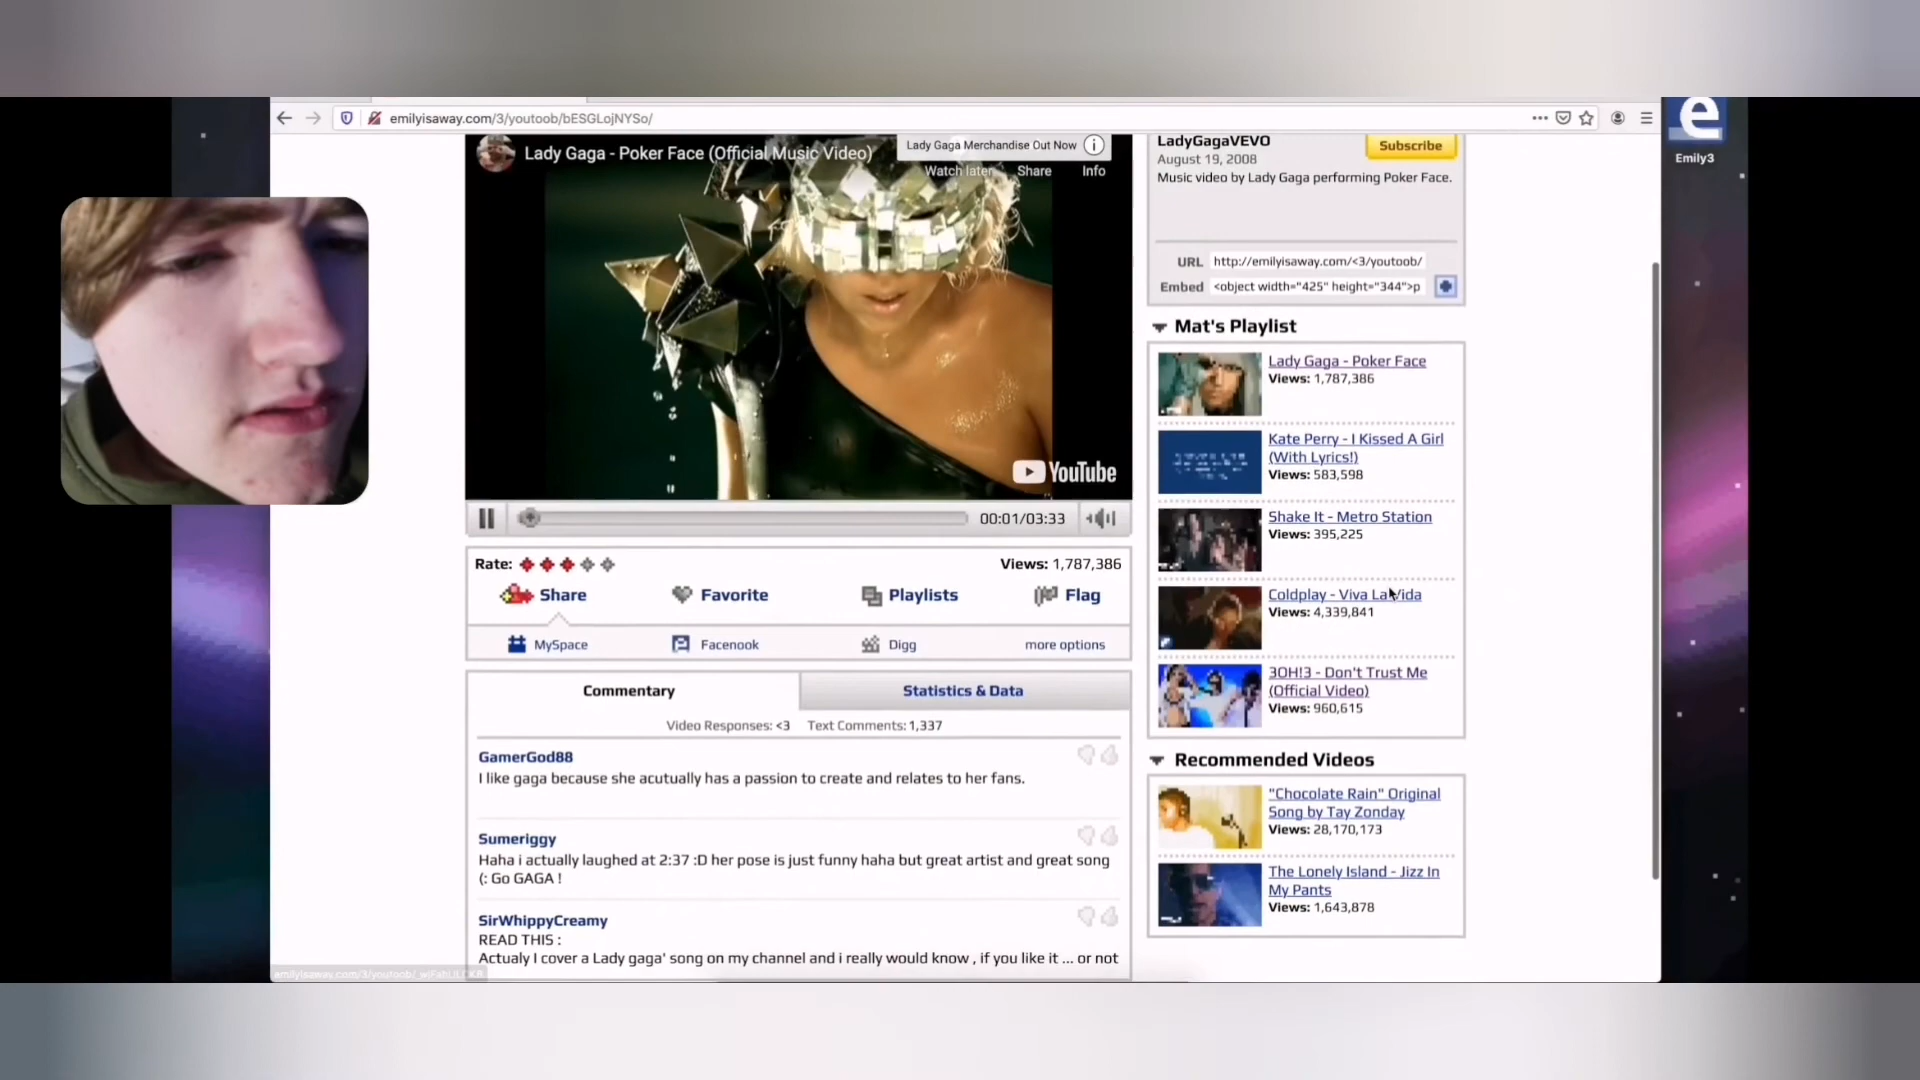 emilyisaway.com/3/youtoob/bESGLojNYSo/
Emily3
Lady Gaga - Poker Face (Official Music Video)
Lady Gaga Merchandise Out Now
Watch later
Share
Info
YouTube
00:01/03:33
LadyGagaVEVO
Subscribe
August 19, 2008
Music video by Lady Gaga performing Poker Face.
URL http://emilyisaway.com/<3/youtoob/
Embed <object width="425" height="344">p
Rate:
Views: 1,787,386
Share
Favorite
Playlists
Flag
MySpace
Facenook
Digg
more options
Commentary
Statistics & Data
Video Responses: <3 Text Comments: 1,337
GamerGod88
I like gaga because she acutually has a passion to create and relates to her fans.
Sumeriggy
Haha i actually laughed at 2:37 :D her pose is just funny haha but great artist and great song
(: Go GAGA !
SirWhippyCreamy
READ THIS :
Actualy I cover a Lady gaga' song on my channel and i really would know , if you like it ... or not
Mat's Playlist
Lady Gaga - Poker Face
Views: 1,787,386
Kate Perry - I Kissed A Girl
(With Lyrics!)
Views: 583,598
Shake It - Metro Station
Views: 395,225
Coldplay - Viva La Vida
Views: 4,339,841
3OH!3 - Don't Trust Me
(Official Video)
Views: 960,615
Recommended Videos
"Chocolate Rain" Original
Song by Tay Zonday
Views: 28,170,173
The Lonely Island - Jizz In
My Pants
Views: 1,643,878